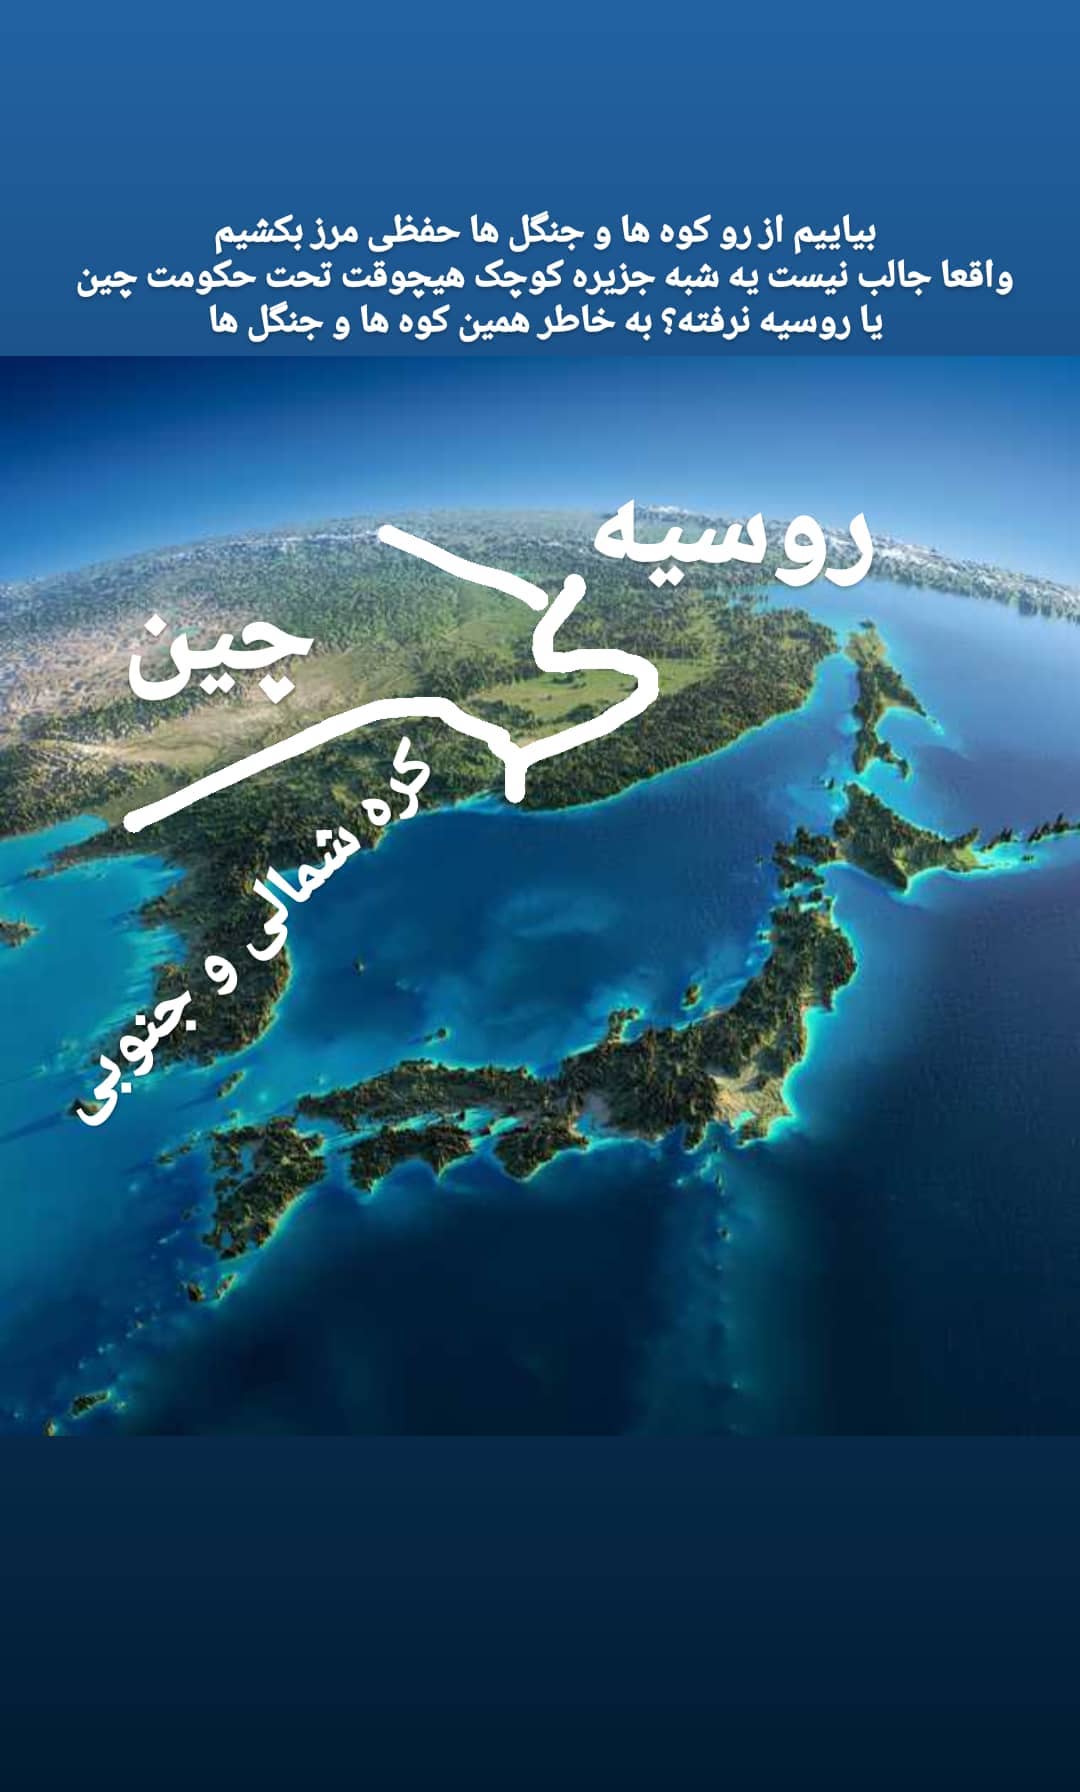 بیاییم از رو کوه ها و جنگل ها حفظی مرز بکشیم
واقعا جالب نیست یه شبه جزیره کوچک هیچوقت تحت حکومت چین
یا روسیه نرفته؟ به خاطر همین کوه ها و جنگل ها
روسیه
چین
کره شمالی و جنوبی